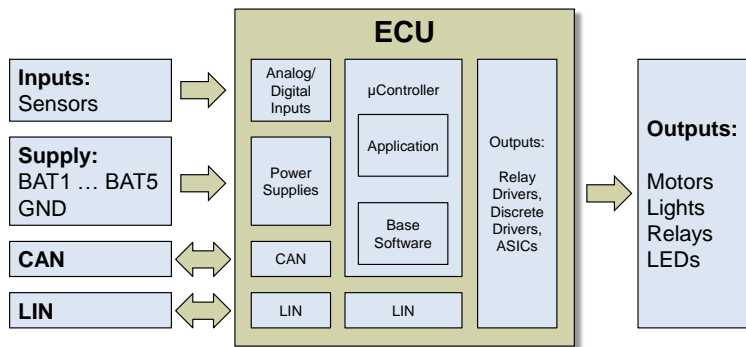 ECU
Inputs:
Sensors
Supply:
BAT1 … BAT5
GND
CAN
LIN
Analog/
Digital
Inputs
Power
Supplies
CAN
LIN
µController
Application
Base
Software
LIN
Outputs:
Relay
Drivers,
Discrete
Drivers,
ASICs
Outputs:
Motors
Lights
Relays
LEDs